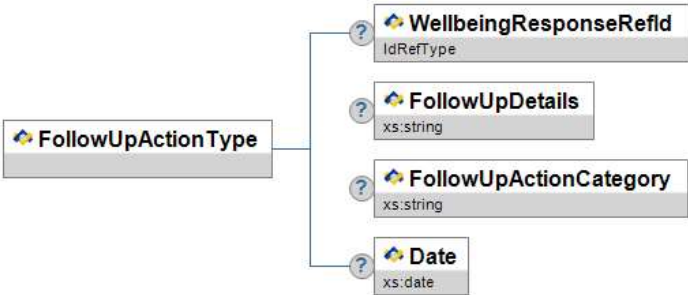 ? WellbeingResponseRefId
IdRefType
? FollowUpDetails
xs:string
FollowUpActionType
? FollowUpActionCategory
xs:string
? Date
xs:date